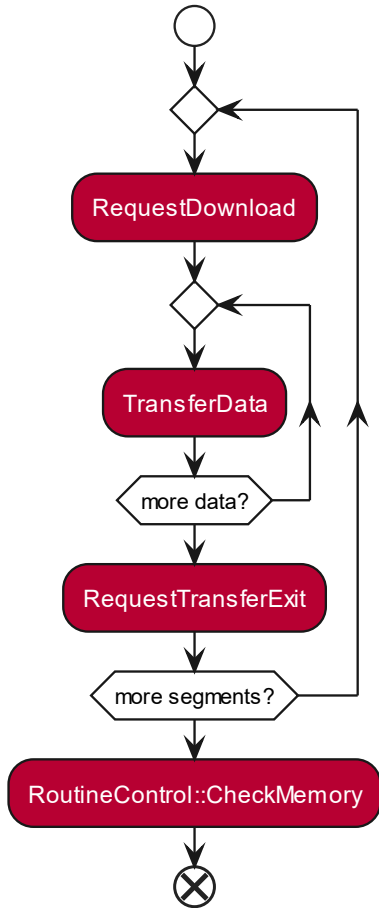 RequestDownload
TransferData
more data?
RequestTransferExit
more segments?
RoutineControl::CheckMemory